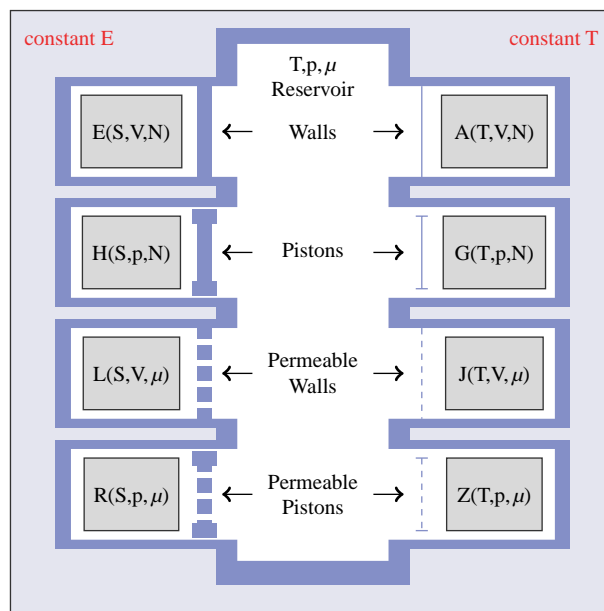 constant E
constant T
T,p,μ
Reservoir
E(S,V,N)
Walls
A(T,V,N)
H(S,p,N)
Pistons
G(T,p,N)
L(S,V,μ)
Permeable
Walls
J(T,V,μ)
R(S,p,μ)
Permeable
Pistons
Z(T,p,μ)